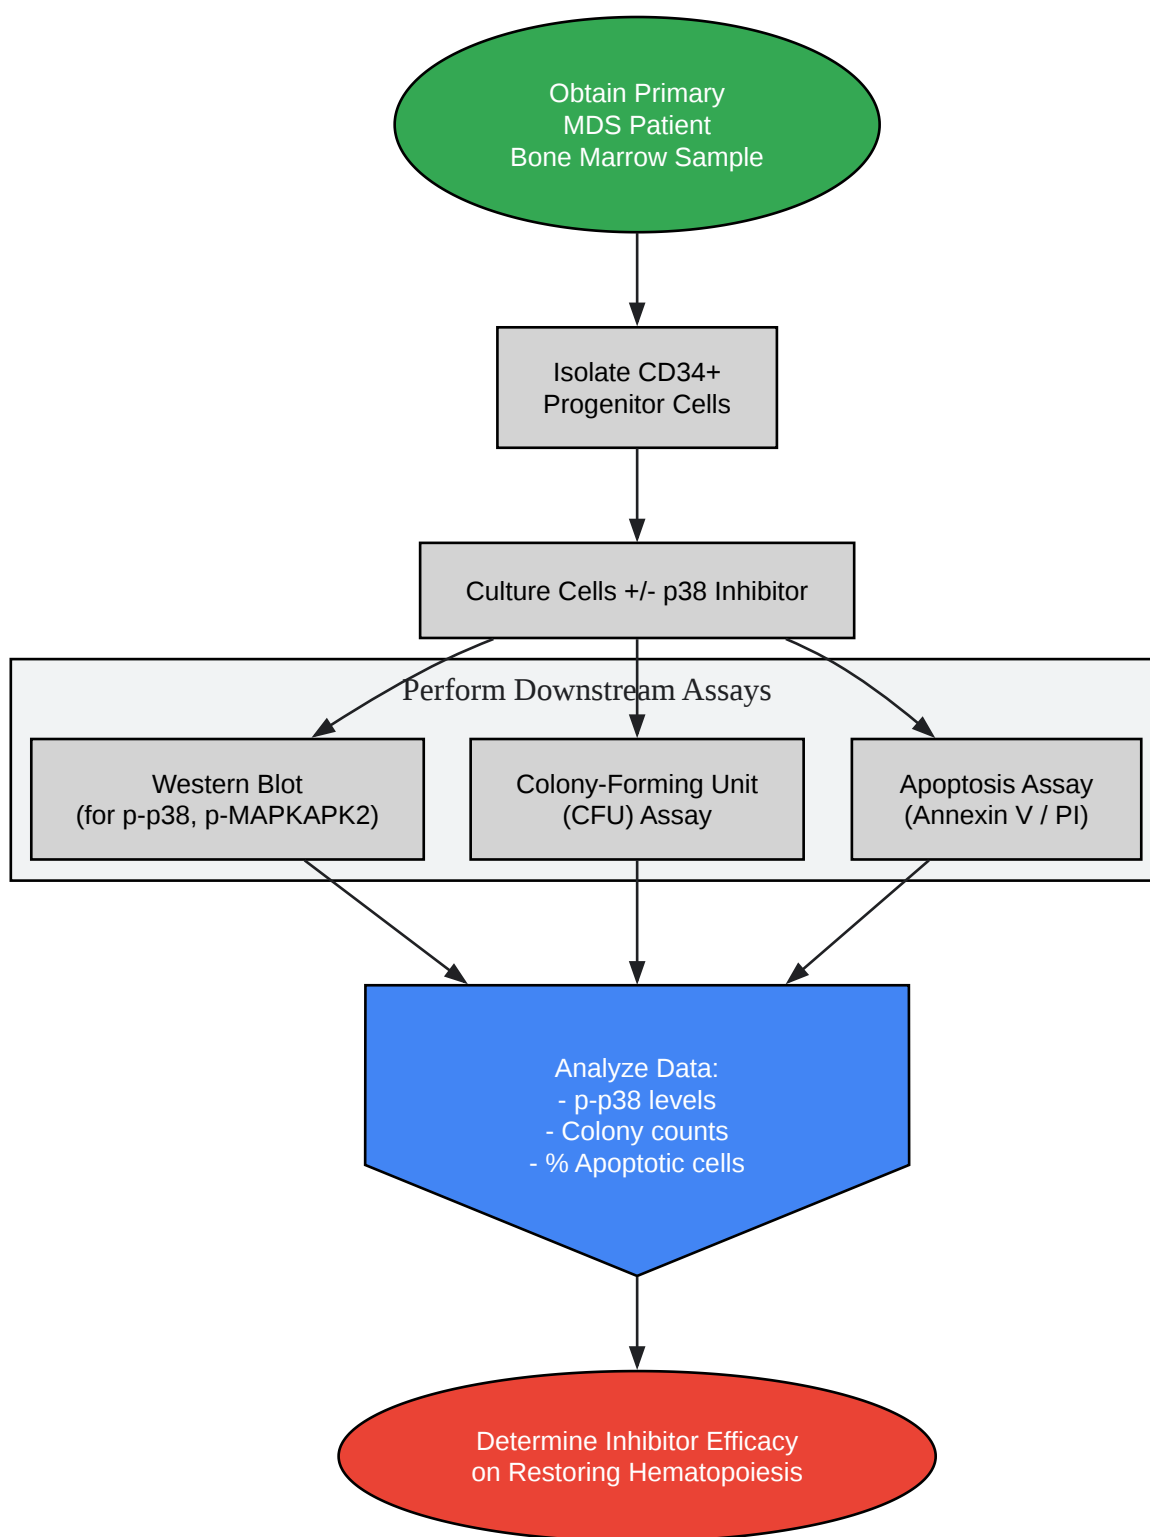 Obtain Primary
MDS Patient
Bone Marrow Sample
Isolate CD34+
Progenitor Cells
Culture Cells +/- p38 Inhibitor
Perform Downstream Assays
Western Blot
(for p-p38, p-MAPKAPK2)
Colony-Forming Unit
(CFU) Assay
Apoptosis Assay
(Annexin V / PI)
Analyze Data:
- p-p38 levels
- Colony counts
- % Apoptotic cells
Determine Inhibitor Efficacy
on Restoring Hematopoiesis